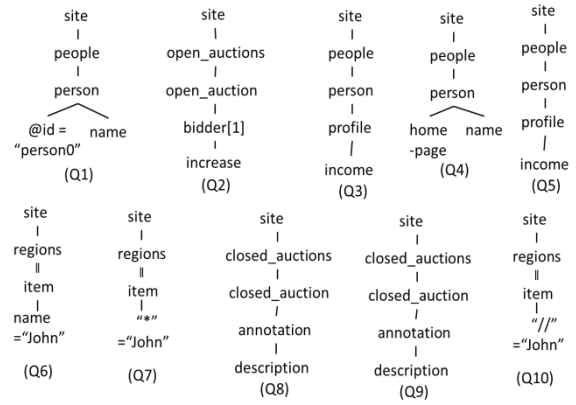 site
people
person
@id = name
"person0"
(Q1)
site
open_auctions
open_auction
bidder[1]
increase
(Q2)
site
people
person
profile
income
(Q3)
site
people
person
home name
-page
(Q4)
site
people
person
profile
income
(Q5)
site
regions
item
name
="John"
(Q6)
site
regions
item
"*"
="John"
(Q7)
site
closed_auctions
closed_auction
annotation
description
(Q8)
site
closed_auctions
closed_auction
annotation
description
(Q9)
site
regions
item
"//"
="John"
(Q10)